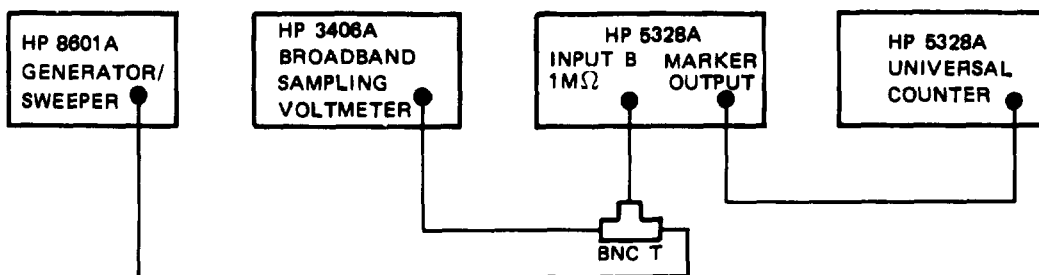 HP 8601A
GENERATOR/
SWEEPER
HP 3406A
BROADBAND
SAMPLING
VOLTMETER
HP 5328A
INPUT B MARKER
1MΩ OUTPUT
HP 5328A
UNIVERSAL
COUNTER
BNC T